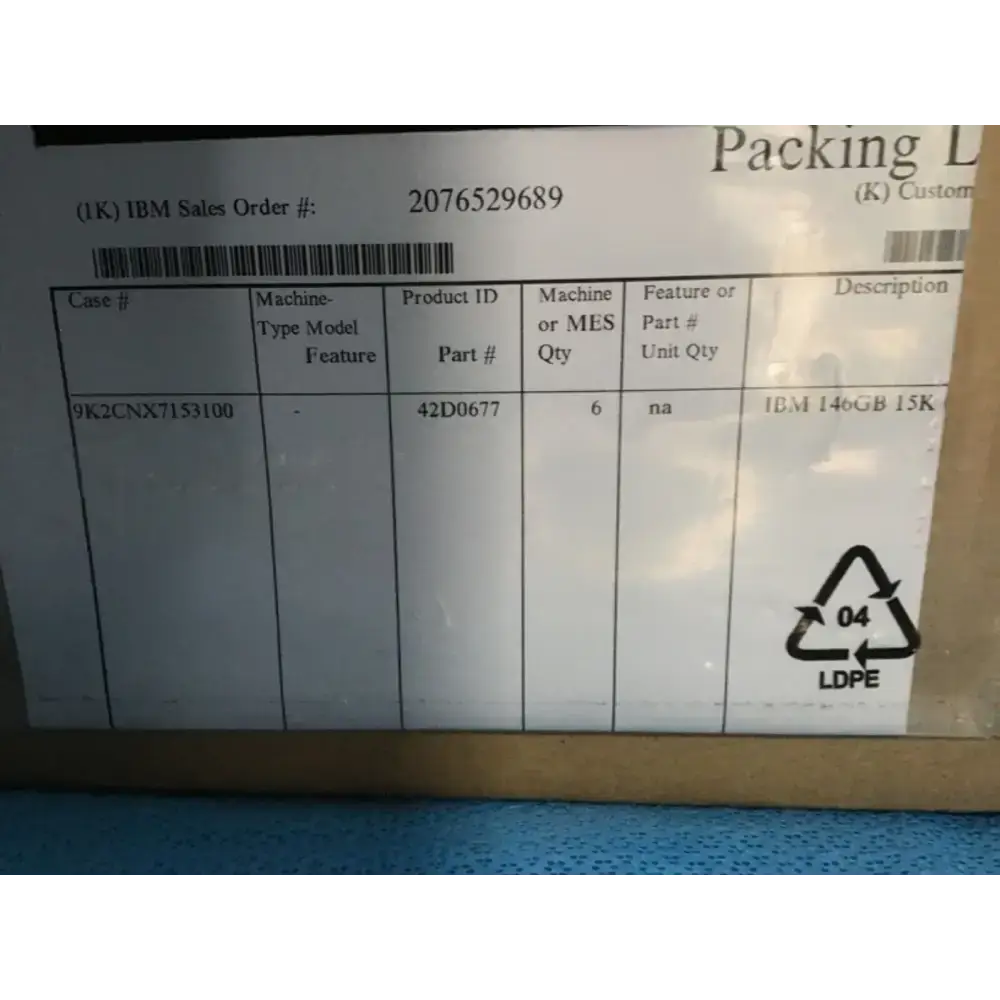 Packing L
(1K) IBM Sales Order #: 2076529689
(K) Custom
Case # Machine- Product ID Machine Feature or Description
Type Model or MES Part #
Feature Part # Qty Unit Qty
9K2CNX7153100 - 42D0677 6 na IBM 146GB 15K
04
LDPE